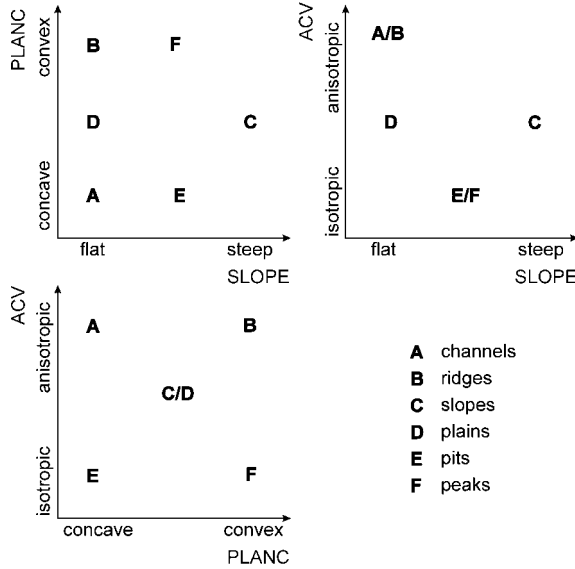 PLANC
convex
concave
B
F
D
C
A
E
flat
steep
SLOPE
ACV
anisotropic
isotropic
A/B
D
C
E/F
flat
steep
SLOPE
ACV
anisotropic
isotropic
A
B
C/D
E
F
concave
convex
PLANC
A channels
B ridges
C slopes
D plains
E pits
F peaks